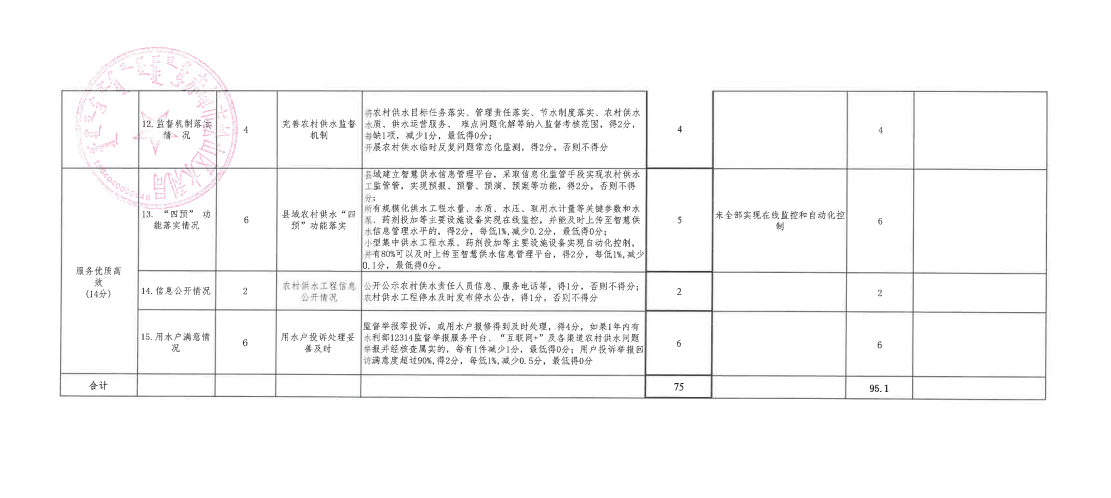 12.监督机制落实
情 况
4
完善农村供水监督
机制
将农村供水目标任务落实、管理责任落实、节水制度落实、农村供水
水质、供水运营服务、 难点问题化解等纳入监督考核范围，得2分，
每缺1项，减少1分，最低得0分；
开展农村供水临时反复问题常态化监测，得2分，否则不得分
4
4
服务优质高
效
(14分)
13. “四预” 功
能落实情况
6
县域农村供水“四
预”功能落实
县域建立智慧供水信息管理平台，采取信息化监管手段实现农村供水
工监管管，实现预报、预警、预演、预案等功能，得2分，否则不得
分；
所有规模化供水工程水量、水质、水压、取用水计量等关键参数和水
泵、药剂投加等主要设施设备实现在线监控，并能及时上传至智慧供
水信息管理水平的，得2分，每低1%,减少0.2分，最低得0分；
小型集中供水工程水泵、药剂投加等主要设施设备实现自动化控制，
并有80%可以及时上传至智慧供水信息管理平台，得2分，每低1%,减少
0.1分，最低得0分。
5
未全部实现在线监控和自动化控
制
6
14.信息公开情况
2
农村供水工程信息
公开情况
公开公示农村供水责任人员信息、服务电话等，得1分，否则不得分；
农村供水工程停水及时发布停水公告，得1分，否则不得分
2
2
15.用水户满意情
况
6
用水户投诉处理妥
善及时
监督举报零投诉，或用水户报修得到及时处理，得4分，如果1年内有
水利部12314监督举报服务平台、“互联网+”及各渠道农村供水问题
举报并经核查属实的，每有1件减少1分，最低得0分；用户投诉举报回
访满意度超过90%,得2分，每低1%,减少0.5分，最低得0分
6
6
合计
75
95.1